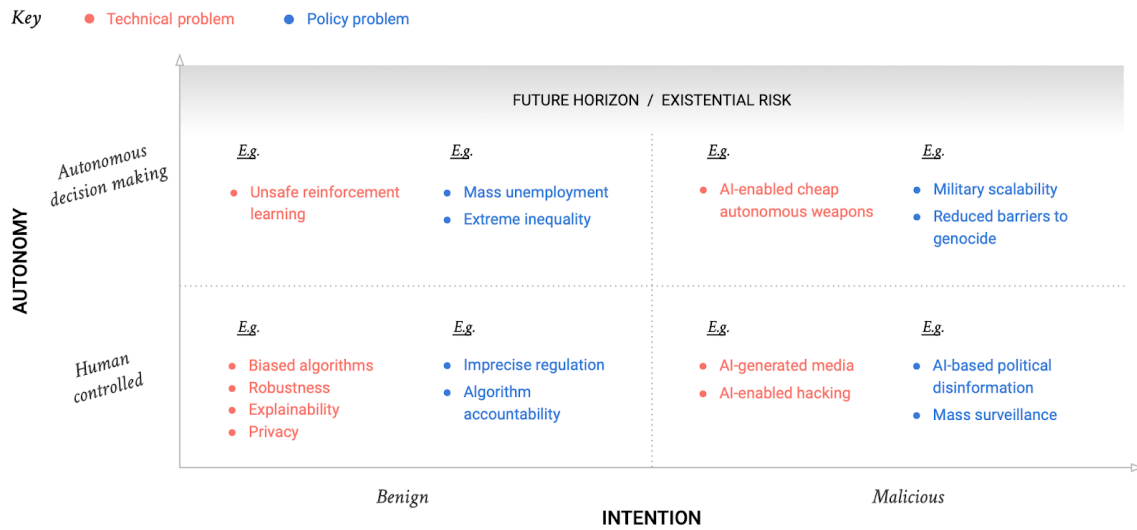 Key
Technical problem
Policy problem
FUTURE HORIZON / EXISTENTIAL RISK
AUTONOMY
Autonomous
decision making
E.g.
Unsafe reinforcement
learning
E.g.
Mass unemployment
Extreme inequality
E.g.
AI-enabled cheap
autonomous weapons
E.g.
Military scalability
Reduced barriers to
genocide
Human
controlled
E.g.
Biased algorithms
Robustness
Explainability
Privacy
E.g.
Imprecise regulation
Algorithm
accountability
E.g.
AI-generated media
AI-enabled hacking
E.g.
AI-based political
disinformation
Mass surveillance
Benign
Malicious
INTENTION